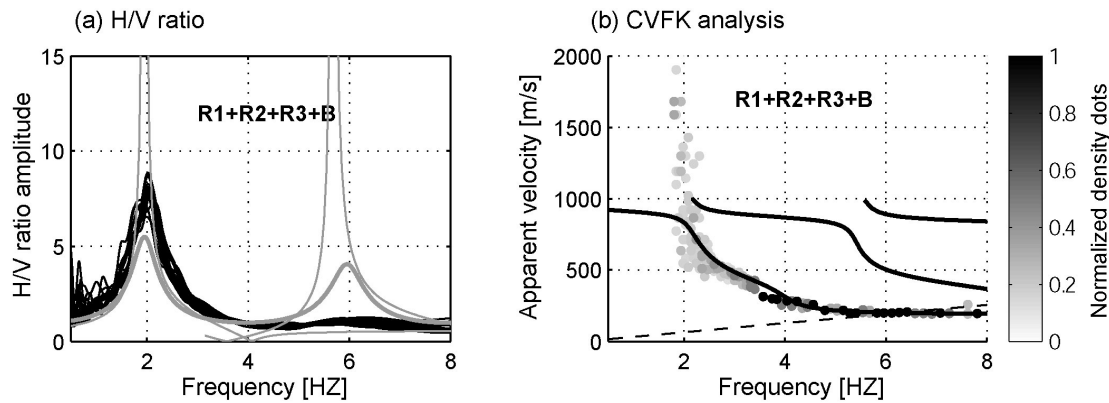 (a) H/V ratio
15
10
5
0
2
4
6
8
H/V ratio amplitude
Frequency [HZ]
R1+R2+R3+B
(b) CVFK analysis
2000
1500
1000
500
0
2
4
6
8
Apparent velocity [m/s]
Frequency [HZ]
R1+R2+R3+B
1
0.8
0.6
0.4
0.2
0
Normalized density dots